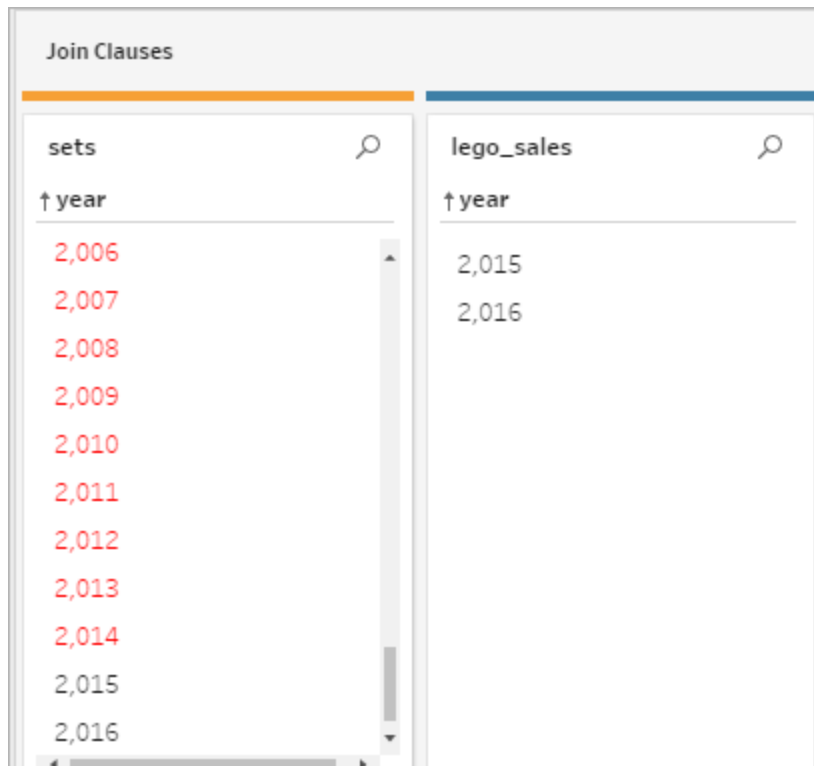 Join Clauses
sets
↑ year
2,006
2,007
2,008
2,009
2,010
2,011
2,012
2,013
2,014
2,015
2,016
lego_sales
↑ year
2,015
2,016